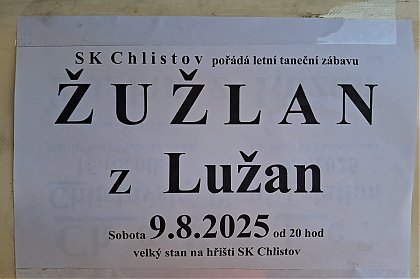 SK Chlistov pořádá letní taneční zábavu
ŽUŽLAN
z Lužan
Sobota 9.8.2025 od 20 hod
velký stan na hřišti SK Chlistov